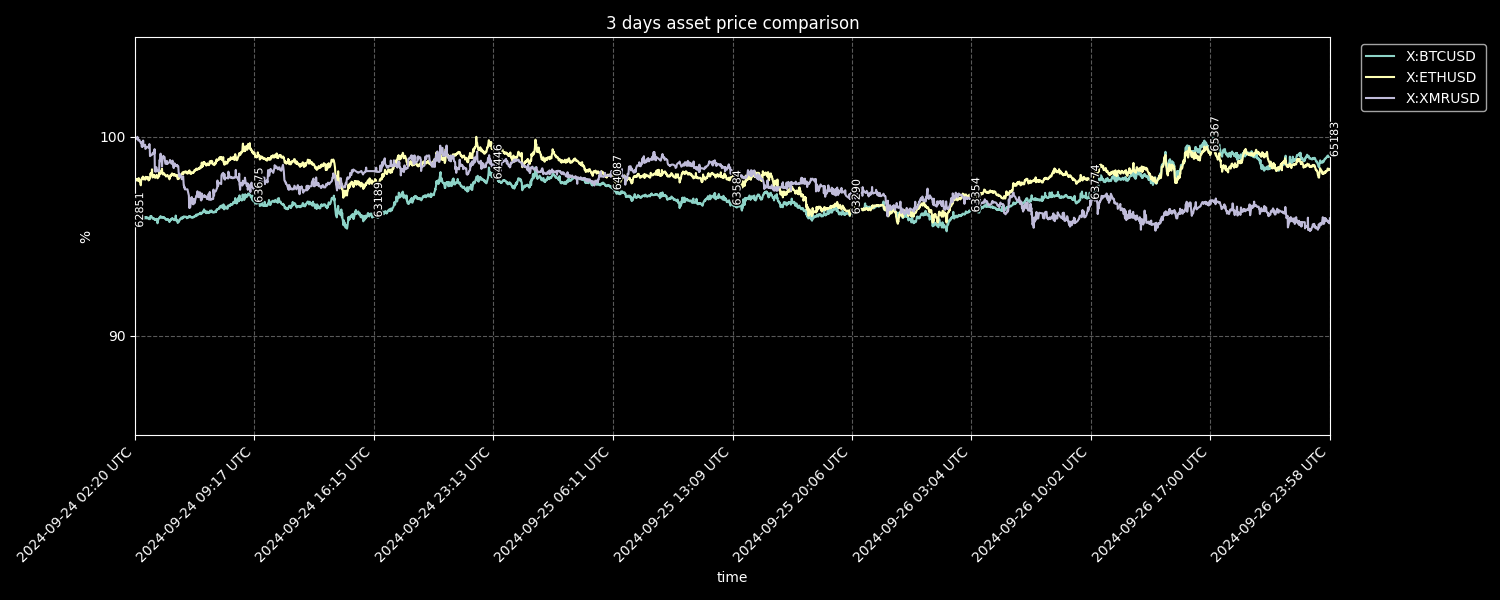 3 days asset price comparison
X:BTCUSD
X:ETHUSD
X:XMRUSD
100
90
%
62851
63675
63189
64446
64087
63584
63290
63354
63774
65367
65183
2024-09-24 02:20 UTC
2024-09-24 09:17 UTC
2024-09-24 16:15 UTC
2024-09-24 23:13 UTC
2024-09-25 06:11 UTC
2024-09-25 13:09 UTC
2024-09-25 20:06 UTC
2024-09-26 03:04 UTC
2024-09-26 10:02 UTC
2024-09-26 17:00 UTC
2024-09-26 23:58 UTC
time